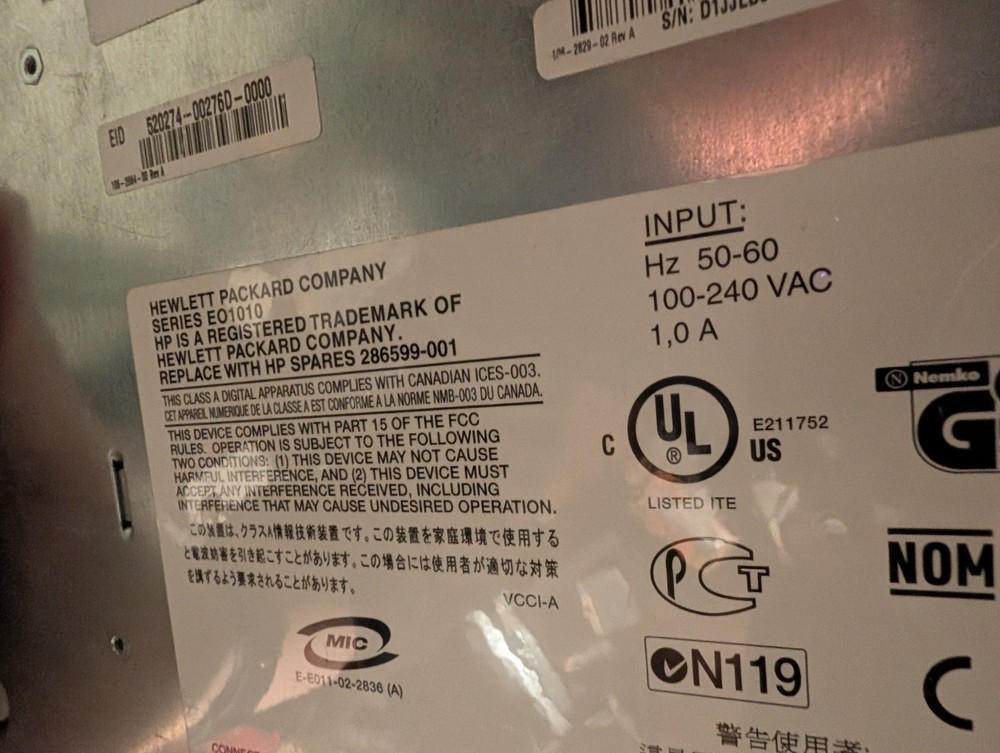 S/N:
Rev A
EID 520274-00276D-0000
Rev A
HEWLETT PACKARD COMPANY
SERIES EO1010
HP IS A REGISTERED TRADEMARK OF
HEWLETT PACKARD COMPANY.
REPLACE WITH HP SPARES 286599-001
THIS CLASS A DIGITAL APPARATUS COMPLIES WITH CANADIAN ICES-003.
CET APPAREIL NUMERIQUE DE LA CLASSE A EST CONFORME A LA NORME NMB-003 DU CANADA.
THIS DEVICE COMPLIES WITH PART 15 OF THE FCC
RULES. OPERATION IS SUBJECT TO THE FOLLOWING
TWO CONDITIONS: (1) THIS DEVICE MAY NOT CAUSE
HARMFUL INTERFERENCE, AND (2) THIS DEVICE MUST
ACCEPT ANY INTERFERENCE RECEIVED, INCLUDING
INTERFERENCE THAT MAY CAUSE UNDESIRED OPERATION.
この装置は、クラスA情報技術装置です。この装置を家庭環境で使用する
と電波妨害を引き起こすことがあります。この場合には使用者が適切な対策
を講ずるよう要求されることがあります。
VCCI-A
MIC
E-E011-02-2836 (A)
INPUT:
Hz 50-60
100-240 VAC
1,0 A
C UL ® US
E211752
LISTED ITE
N Nemko
G
PCT
NOM
N119
C
警告使用者: